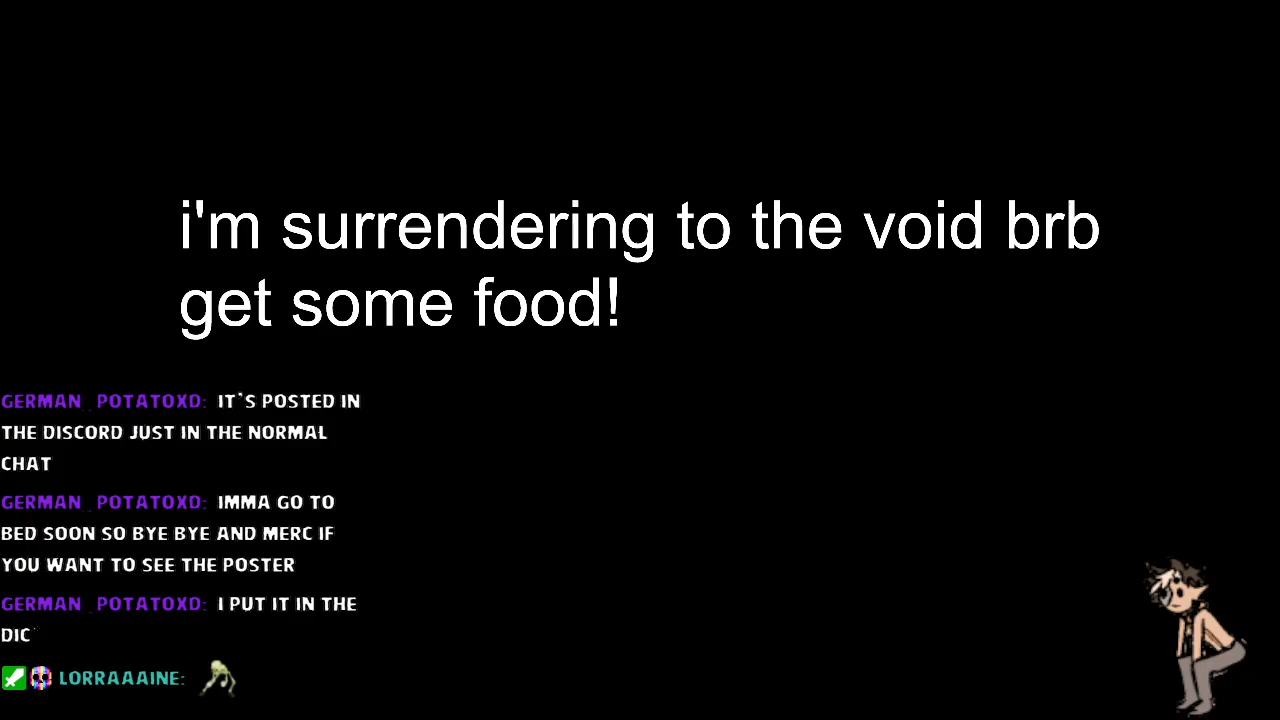 i'm surrendering to the void brb
get some food!
GERMAN_POTATOXD: IT'S POSTED IN
THE DISCORD JUST IN THE NORMAL
CHAT
GERMAN_POTATOXD: IMMA GO TO
BED SOON SO BYE BYE AND MERC IF
YOU WANT TO SEE THE POSTER
GERMAN_POTATOXD: I PUT IT IN THE
DIC
LORRAAAINE: